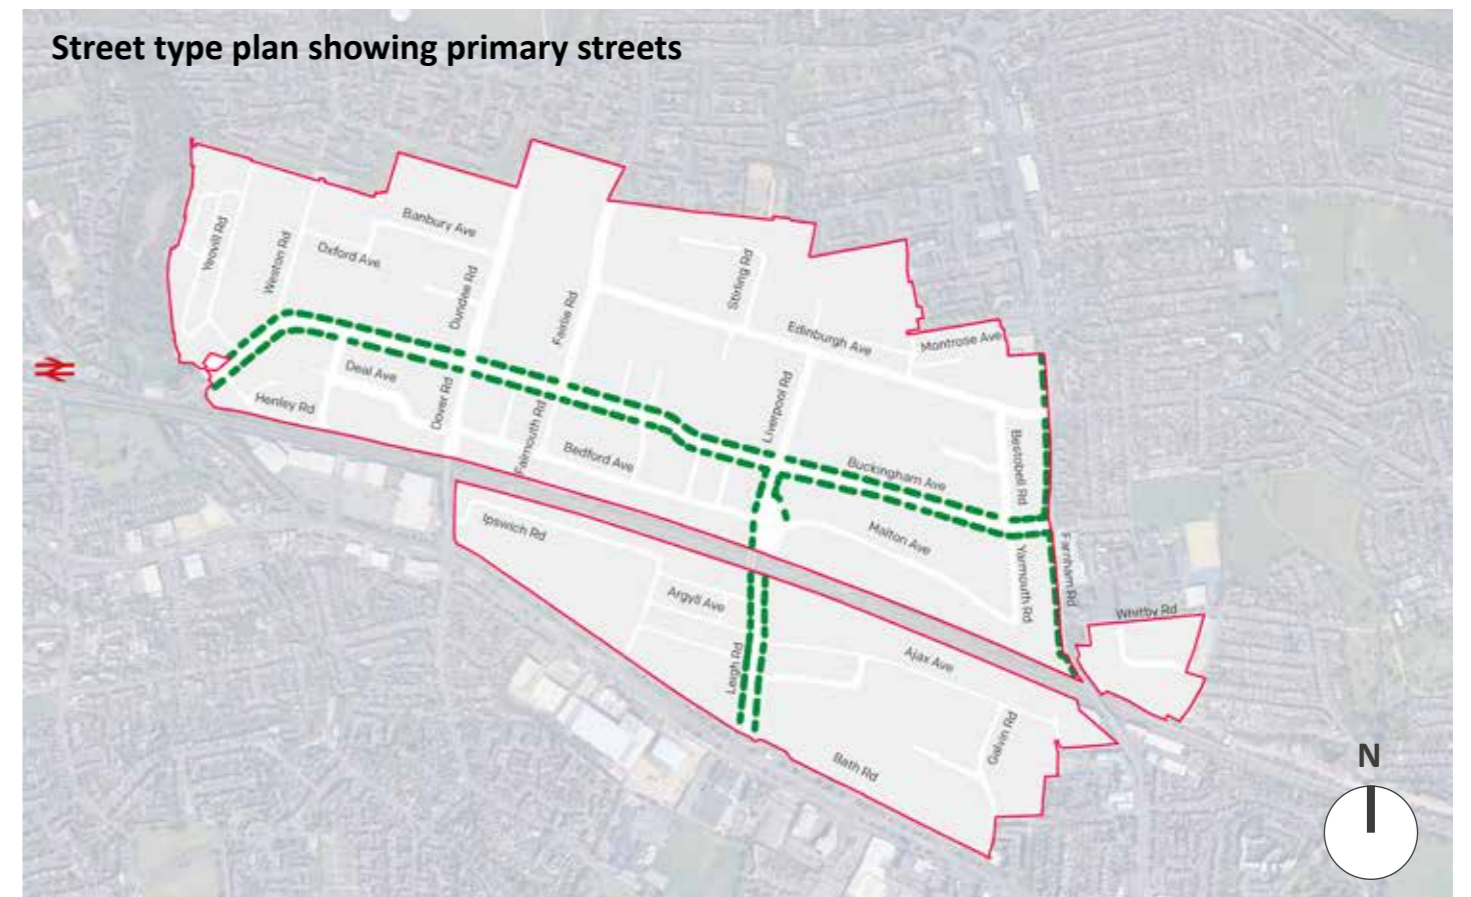 Street type plan showing primary streets
Banbury Ave
Yeovill Rd
Weston Rd
Oxford Ave
Dundee Rd
Fairlie Rd
Stirling Rd
Edinburgh Ave
Montrose Ave
Deal Ave
Henley Rd
Dover Rd
Falmouth Rd
Bedford Ave
Liverpool Rd
Buckingham Ave
Bestobell Rd
Malton Ave
Yarmouth Rd
Farnham Rd
Ipswich Rd
Argyll Ave
Leigh Rd
Ajax Ave
Whitby Rd
Galvin Rd
Bath Rd
N